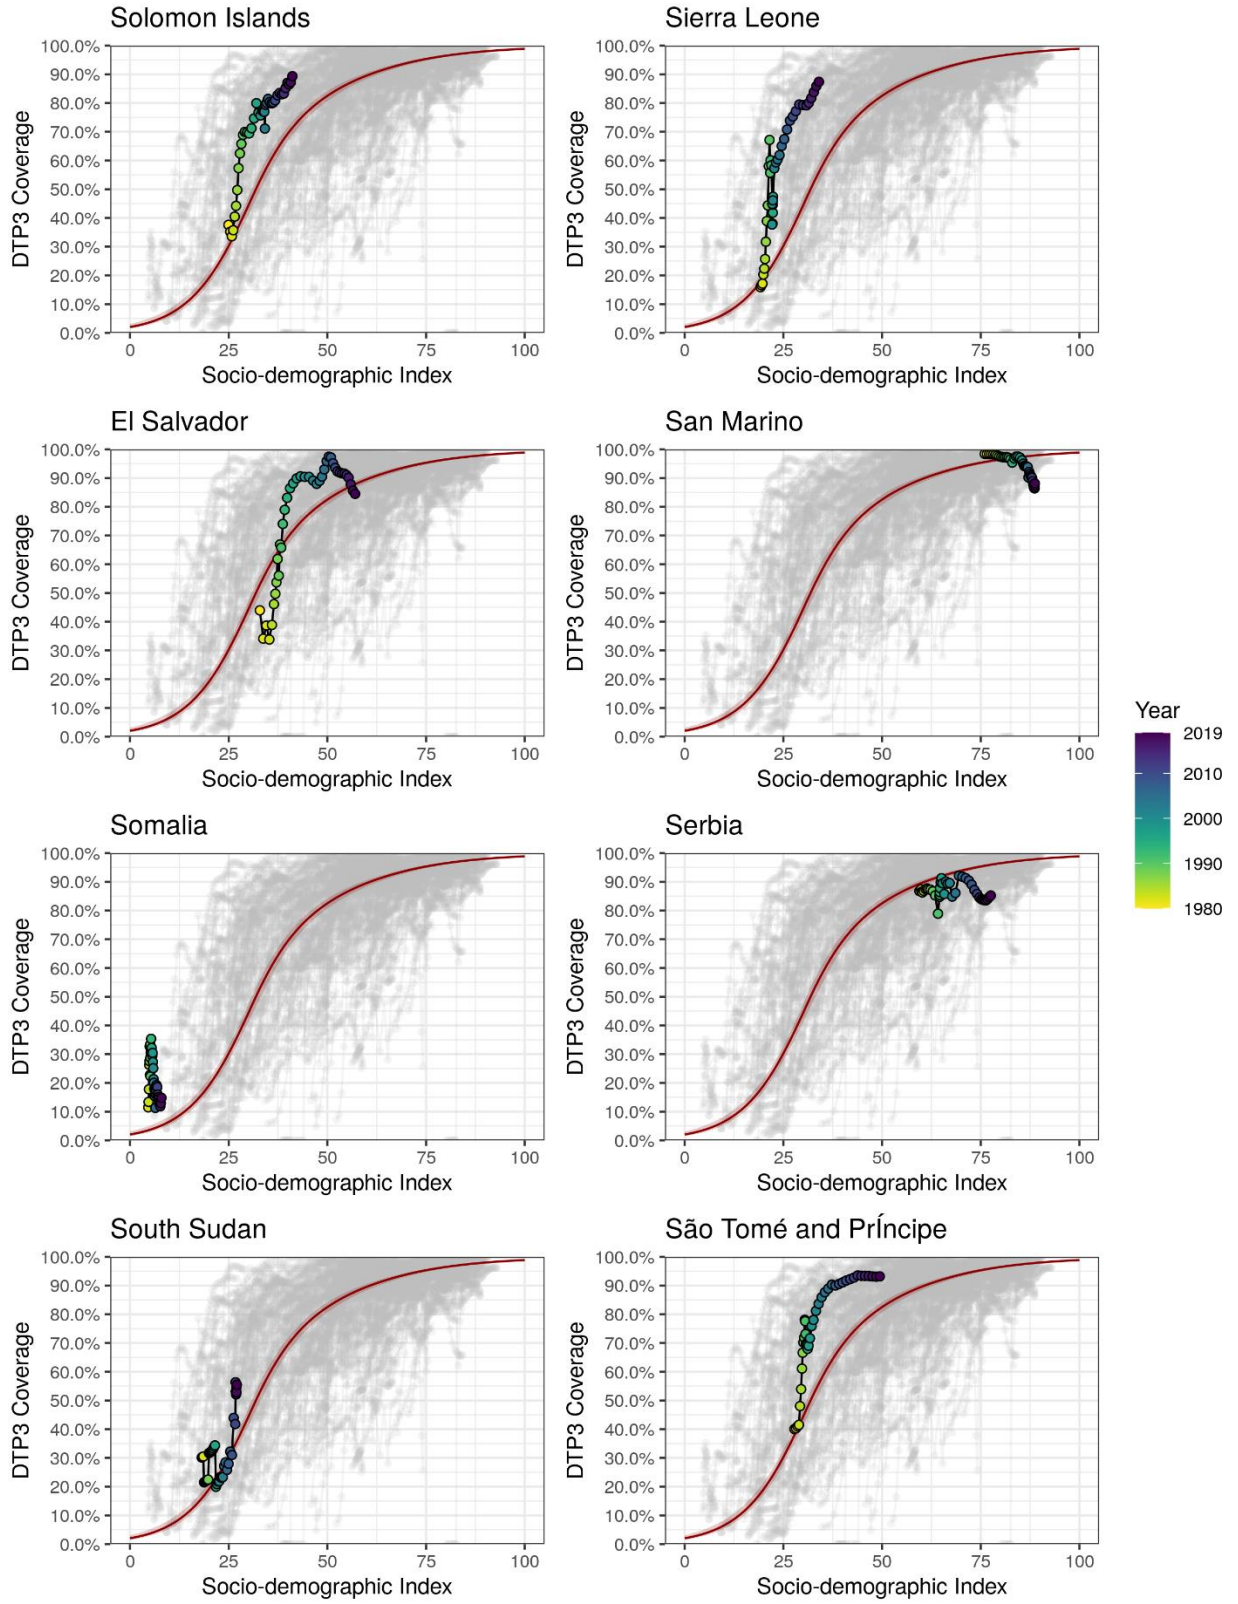 Solomon Islands
100.0%
90.0%
80.0%
70.0%
60.0%
50.0%
40.0%
30.0%
20.0%
10.0%
0.0%
DTP3 Coverage
0 25 50 75 100
Socio-demographic Index
Sierra Leone
100.0%
90.0%
80.0%
70.0%
60.0%
50.0%
40.0%
30.0%
20.0%
10.0%
0.0%
DTP3 Coverage
0 25 50 75 100
Socio-demographic Index
El Salvador
100.0%
90.0%
80.0%
70.0%
60.0%
50.0%
40.0%
30.0%
20.0%
10.0%
0.0%
DTP3 Coverage
0 25 50 75 100
Socio-demographic Index
San Marino
100.0%
90.0%
80.0%
70.0%
60.0%
50.0%
40.0%
30.0%
20.0%
10.0%
0.0%
DTP3 Coverage
0 25 50 75 100
Socio-demographic Index
Somalia
100.0%
90.0%
80.0%
70.0%
60.0%
50.0%
40.0%
30.0%
20.0%
10.0%
0.0%
DTP3 Coverage
0 25 50 75 100
Socio-demographic Index
Serbia
100.0%
90.0%
80.0%
70.0%
60.0%
50.0%
40.0%
30.0%
20.0%
10.0%
0.0%
DTP3 Coverage
0 25 50 75 100
Socio-demographic Index
South Sudan
100.0%
90.0%
80.0%
70.0%
60.0%
50.0%
40.0%
30.0%
20.0%
10.0%
0.0%
DTP3 Coverage
0 25 50 75 100
Socio-demographic Index
São Tomé and PrÍncipe
100.0%
90.0%
80.0%
70.0%
60.0%
50.0%
40.0%
30.0%
20.0%
10.0%
0.0%
DTP3 Coverage
0 25 50 75 100
Socio-demographic Index
Year
2019
2010
2000
1990
1980